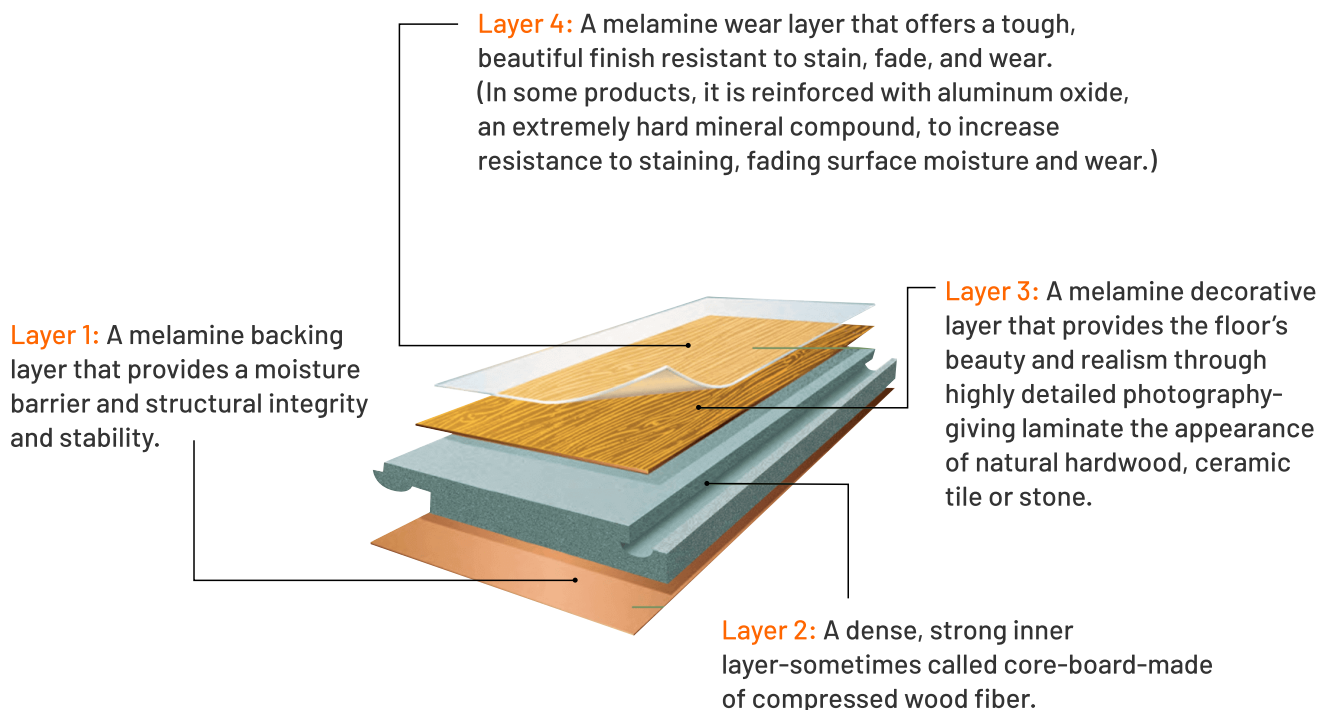 Layer 4: A melamine wear layer that offers a tough,
beautiful finish resistant to stain, fade, and wear.
(In some products, it is reinforced with aluminum oxide,
an extremely hard mineral compound, to increase
resistance to staining, fading surface moisture and wear.)
Layer 3: A melamine decorative
layer that provides the floor's
beauty and realism through
highly detailed photography-
giving laminate the appearance
of natural hardwood, ceramic
tile or stone.
Layer 1: A melamine backing
layer that provides a moisture
barrier and structural integrity
and stability.
Layer 2: A dense, strong inner
layer-sometimes called core-board-made
of compressed wood fiber.